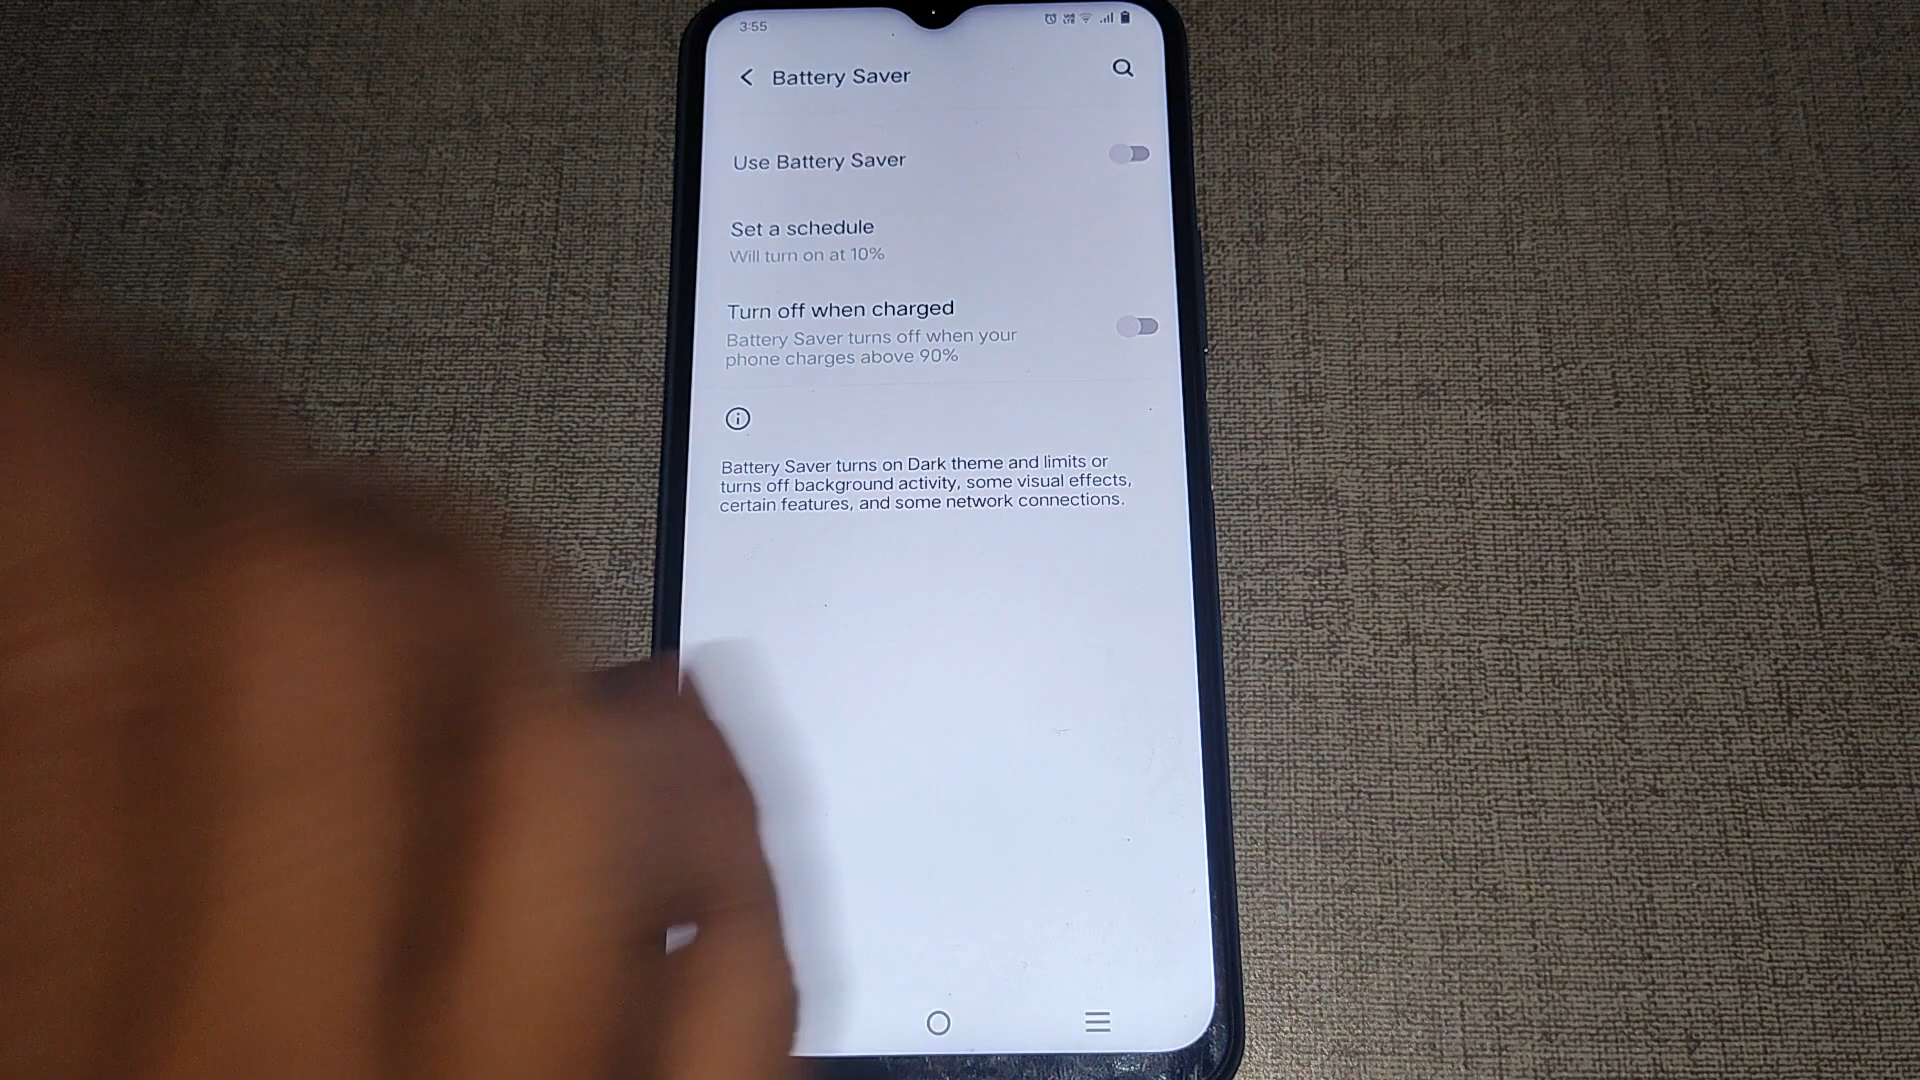 3:55
Battery Saver
Use Battery Saver
Set a schedule
Will turn on at 10%
Turn off when charged
Battery Saver turns off when your
phone charges above 90%
Battery Saver turns on Dark theme and limits or
turns off background activity, some visual effects,
certain features, and some network connections.